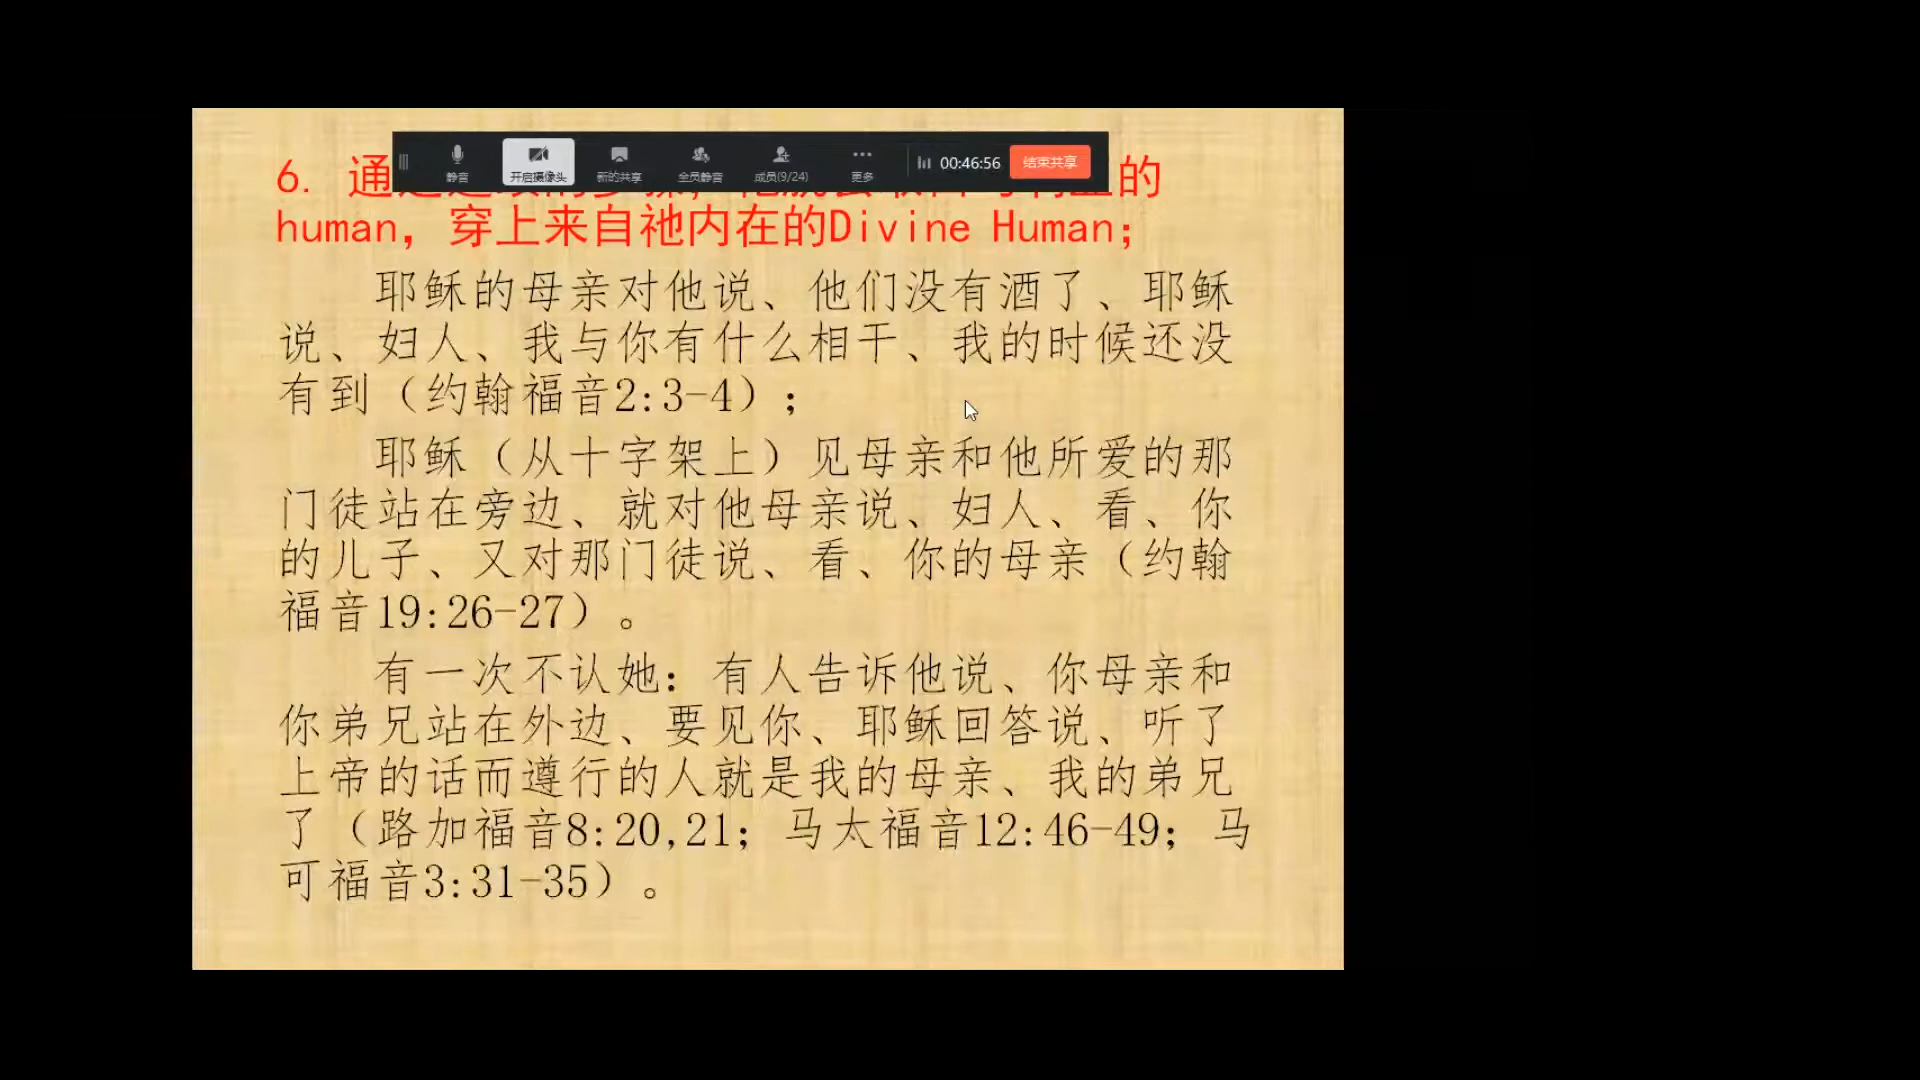 静音
开启摄像头
新的共享
全员静音
成员(9/24)
更多
00:46:56
结束共享
6. 通
的
human，穿上来自祂内在的Divine Human；
耶稣的母亲对他说、他们没有酒了、耶稣
说、妇人、我与你有什么相干、我的时候还没
有到（约翰福音2:3-4）；
耶稣（从十字架上）见母亲和他所爱的那
门徒站在旁边、就对他母亲说、妇人、看、你
的儿子、又对那门徒说、看、你的母亲（约翰
福音19:26-27）。
有一次不认她：有人告诉他说、你母亲和
你弟兄站在外边、要见你、耶稣回答说、听了
上帝的话而遵行的人就是我的母亲、我的弟兄
了（路加福音8:20,21；马太福音12:46-49；马
可福音3:31-35）。